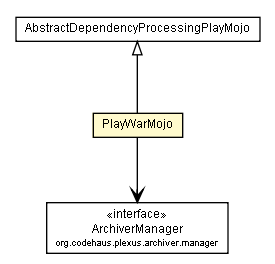 AbstractDependencyProcessingPlayMojo
PlayWarMojo
«interface»
ArchiverManager
org.codehaus.plexus.archiver.manager